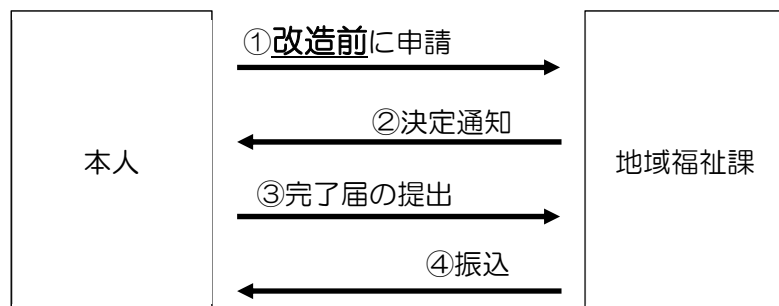 ①改造前に申請
②決定通知
本人
地域福祉課
③完了届の提出
④振込